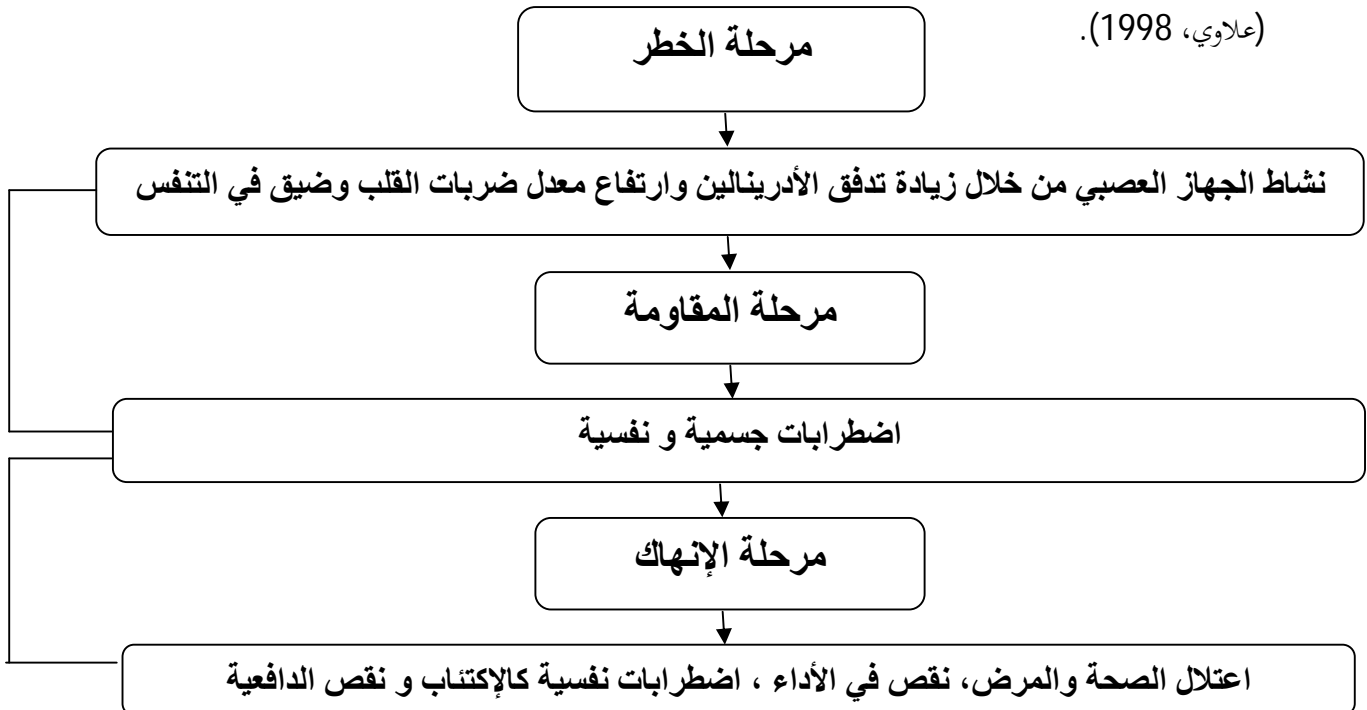 (علاوي، 1998).
مرحلة الخطر
نشاط الجهاز العصبي من خلال زيادة تدفق الأدرينالين وارتفاع معدل ضربات القلب وضيق في التنفس
مرحلة المقاومة
اضطرابات جسمية و نفسية
مرحلة الإنهاك
اعتلال الصحة والمرض، نقص في الأداء ، اضطرابات نفسية كالإكتئاب و نقص الدافعية